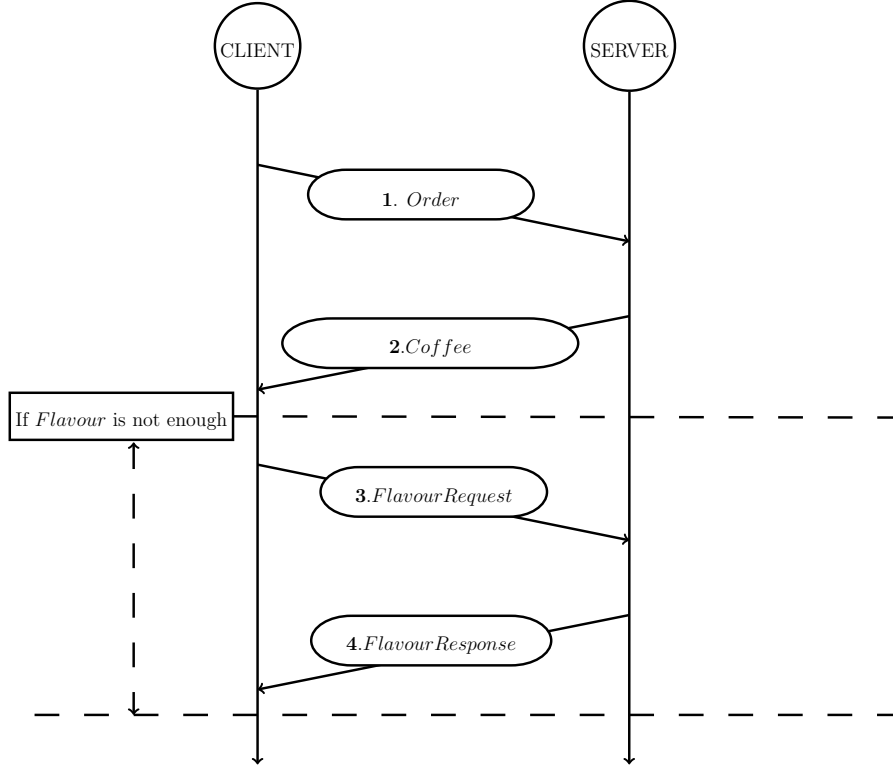 CLIENT
SERVER
1. Order
2.Coffee
If Flavour is not enough
3.FlavourRequest
4.FlavourResponse